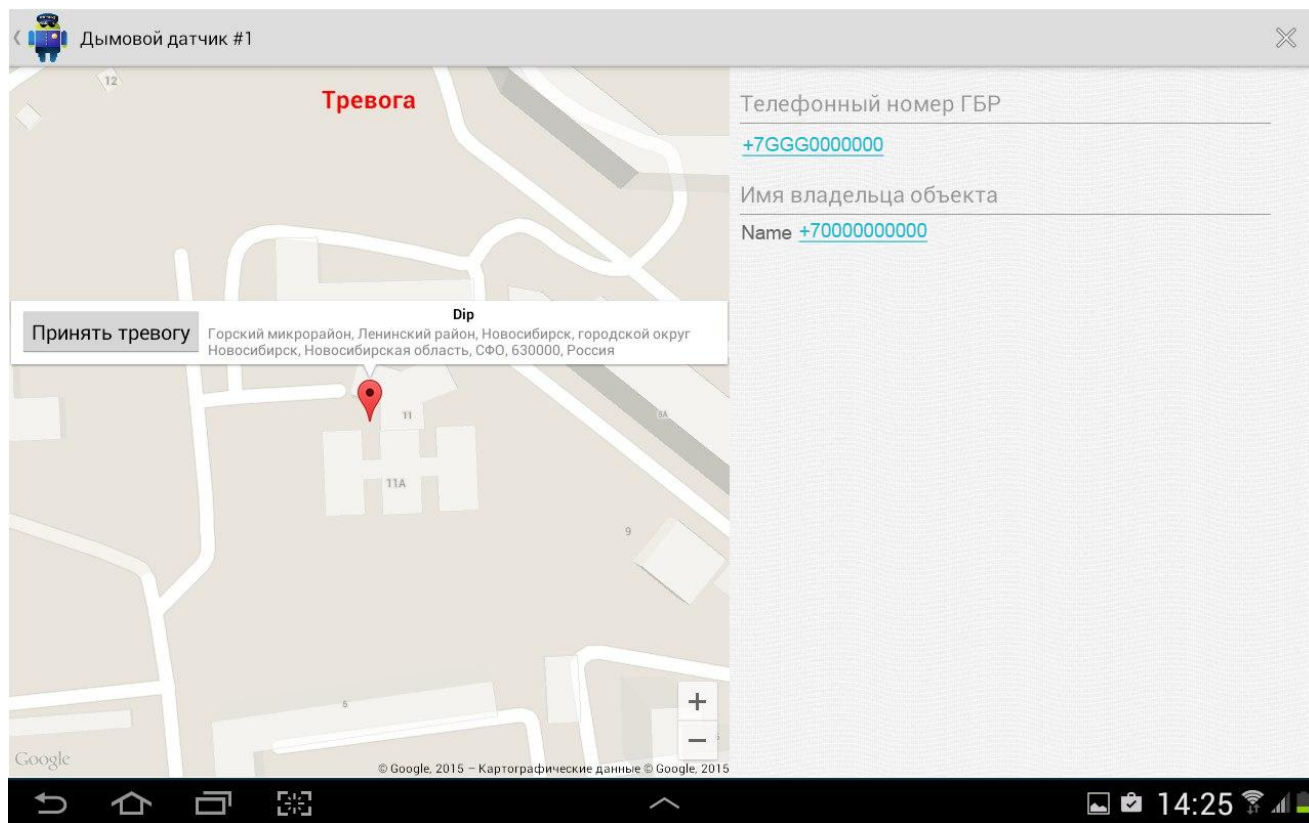 Дымовой датчик #1
12
Тревога
Телефонный номер ГБР
+7GGG0000000
Имя владельца объекта
Name +70000000000
Dip
Принять тревогу
Горский микрорайон, Ленинский район, Новосибирск, городской округ
Новосибирск, Новосибирская область, СФО, 630000, Россия
11
11А
9
5
+
−
Google
© Google, 2015 – Картографические данные © Google, 2015
14:25